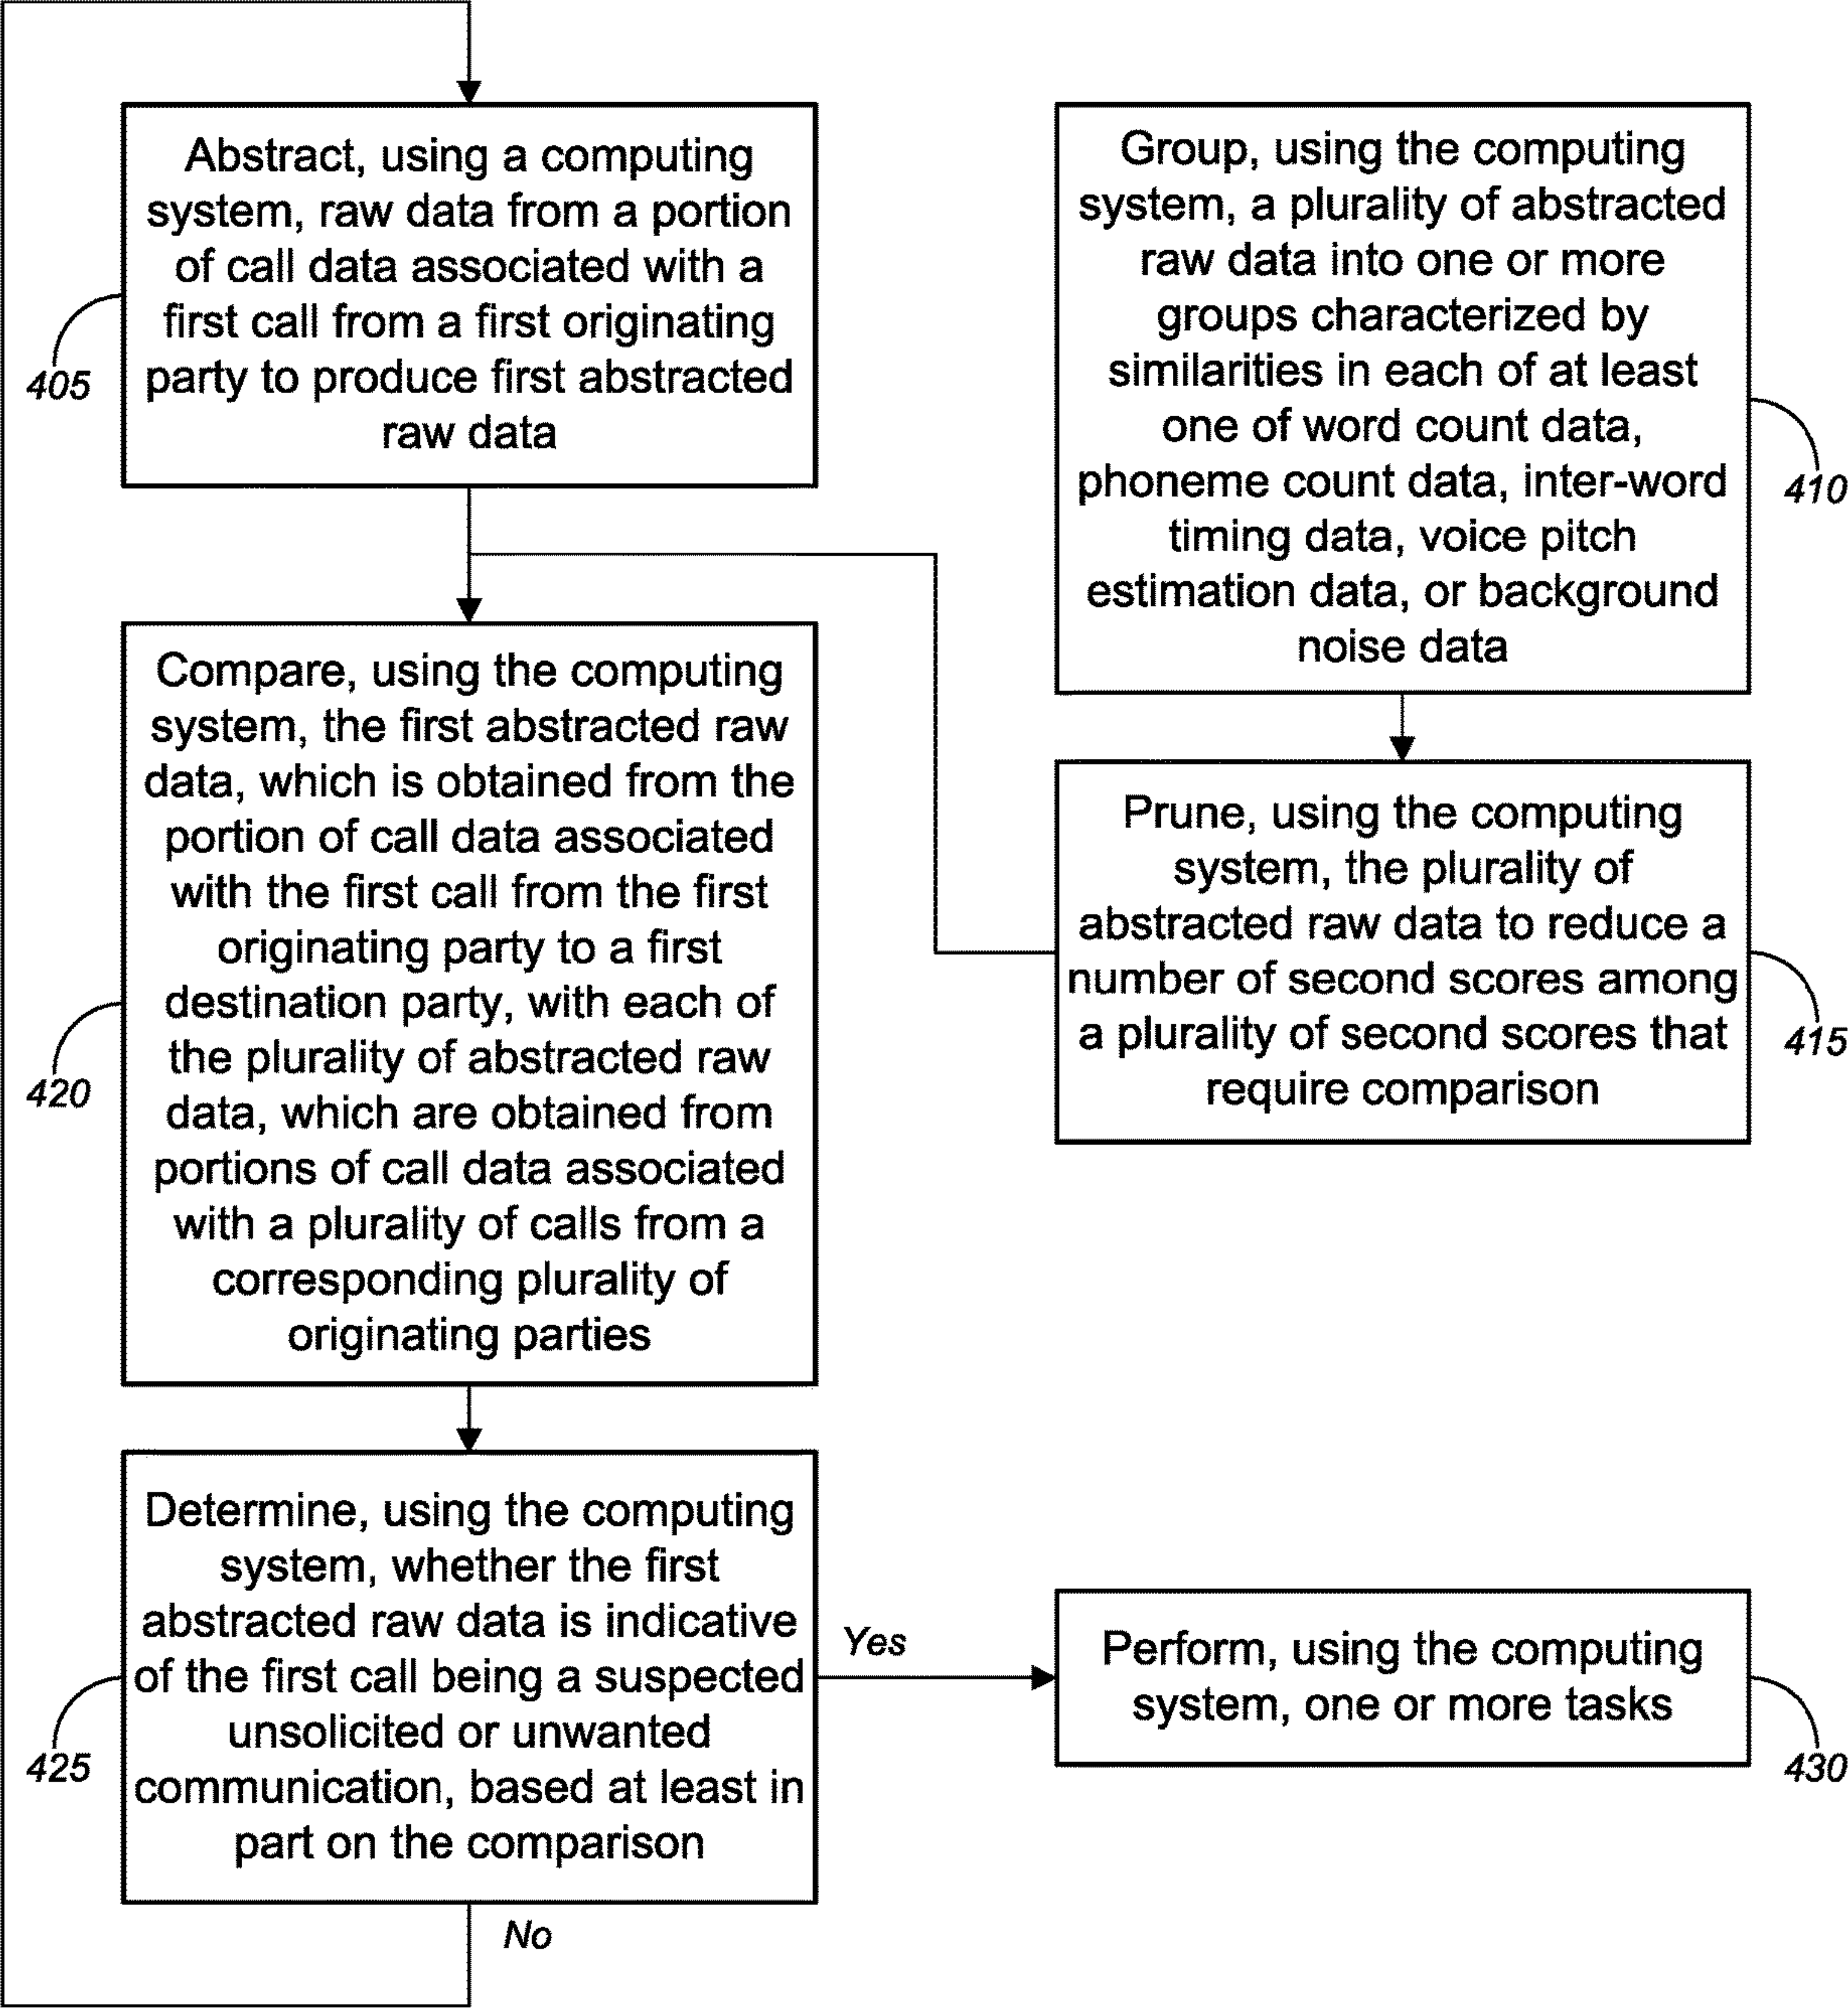 Abstract, using a computing
system, raw data from a portion
of call data associated with a
first call from a first originating
party to produce first abstracted
raw data
405
Group, using the computing
system, a plurality of abstracted
raw data into one or more
groups characterized by
similarities in each of at least
one of word count data,
phoneme count data, inter-word
timing data, voice pitch
estimation data, or background
noise data
410
Prune, using the computing
system, the plurality of
abstracted raw data to reduce a
number of second scores among
a plurality of second scores that
require comparison
415
Compare, using the computing
system, the first abstracted raw
data, which is obtained from the
portion of call data associated
with the first call from the first
originating party to a first
destination party, with each of
the plurality of abstracted raw
data, which are obtained from
portions of call data associated
with a plurality of calls from a
corresponding plurality of
originating parties
420
Determine, using the computing
system, whether the first
abstracted raw data is indicative
of the first call being a suspected
unsolicited or unwanted
communication, based at least in
part on the comparison
425
Yes
No
Perform, using the computing
system, one or more tasks
430